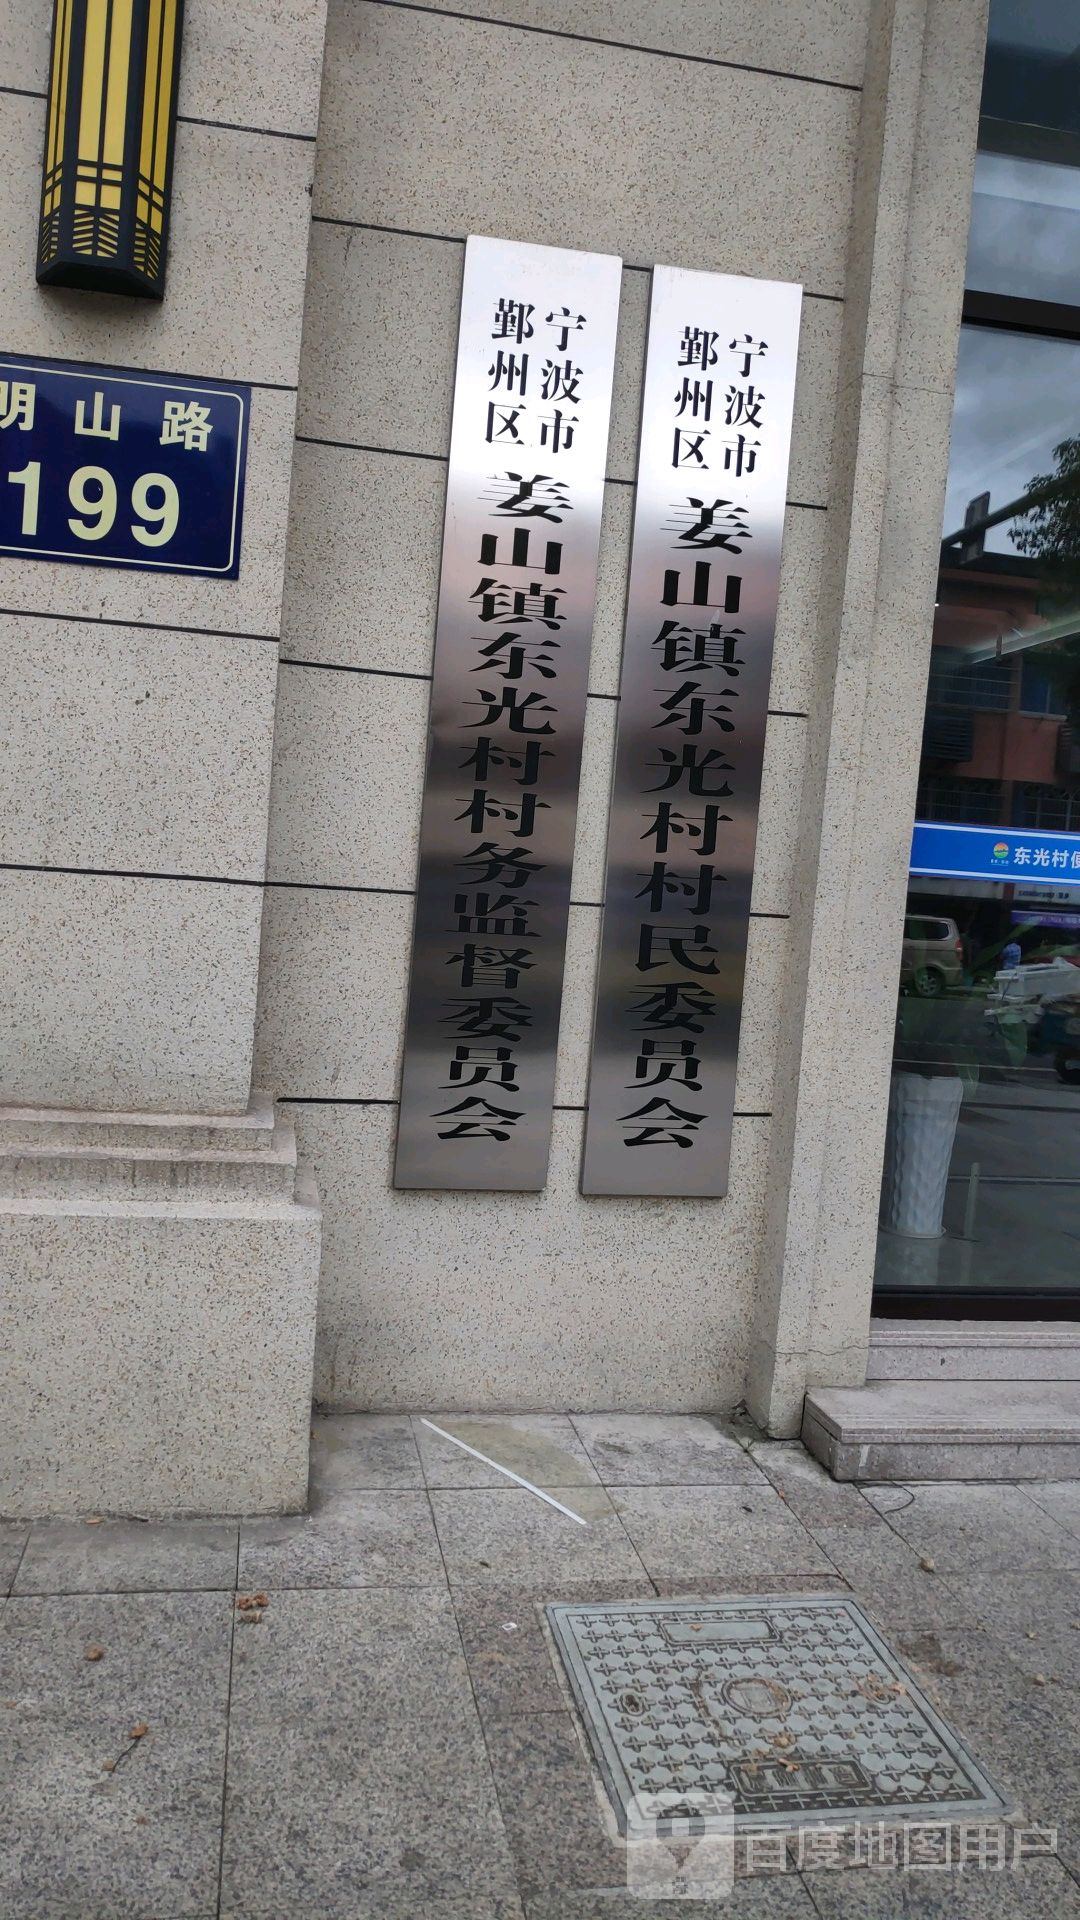 明山路
199
宁波市
鄞州区
姜山镇东光村村务监督委员会
宁波市
鄞州区
姜山镇东光村村民委员会
东光村便
百度地图用户